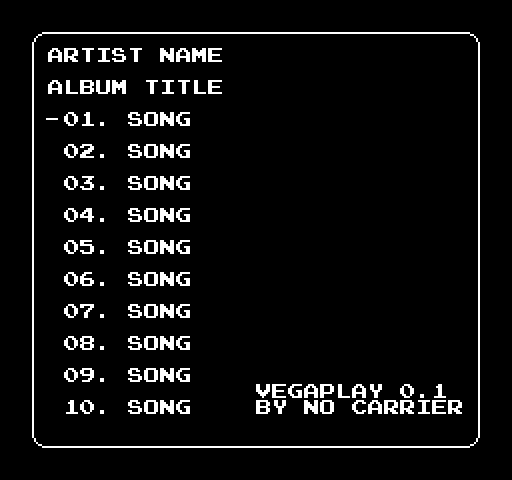 ARTIST NAME
ALBUM TITLE
-01. SONG
02. SONG
03. SONG
04. SONG
05. SONG
06. SONG
07. SONG
08. SONG
09. SONG
10. SONG
VEGAPLAY 0.1
BY NO CARRIER